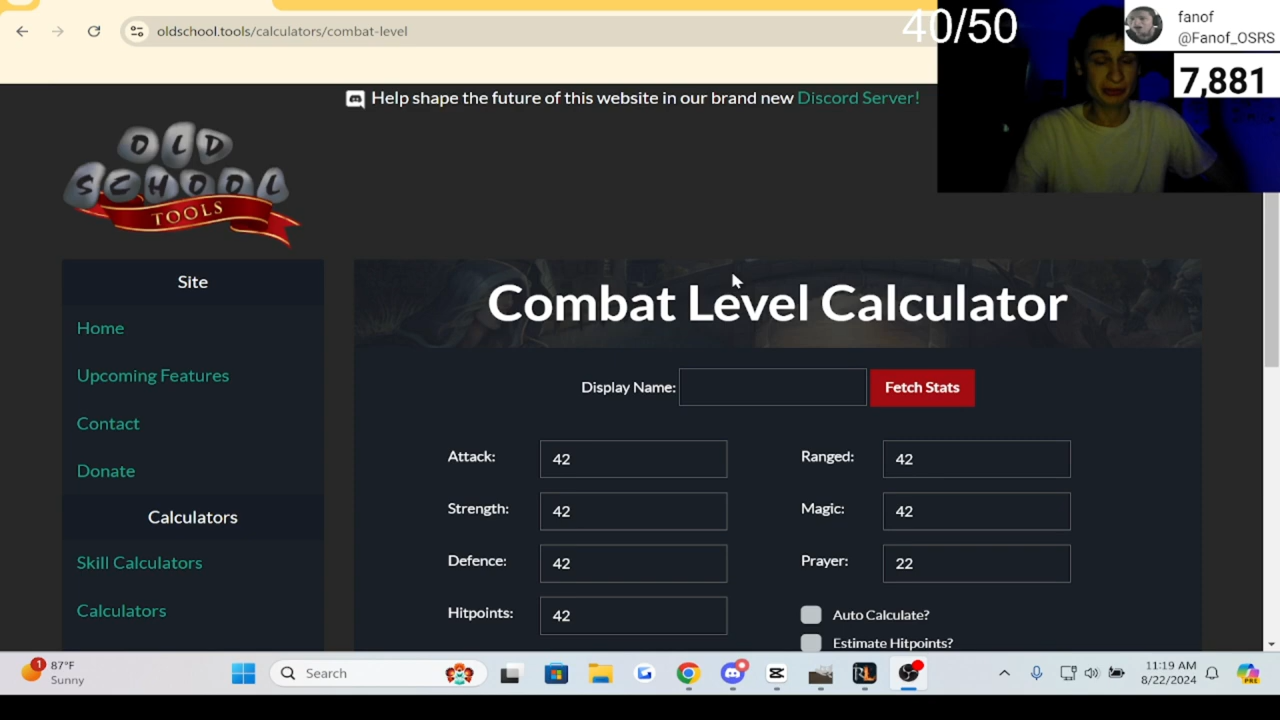 oldschool.tools/calculators/combat-level
40/50
fanof
@Fanof_OSRS
7,881
Help shape the future of this website in our brand new Discord Server!
OLD
SCHOOL
TOOLS
Site
Home
Upcoming Features
Contact
Donate
Calculators
Skill Calculators
Calculators
Combat Level Calculator
Display Name:
Fetch Stats
Attack: 42
Ranged: 42
Strength: 42
Magic: 42
Defence: 42
Prayer: 22
Hitpoints: 42
Auto Calculate?
Estimate Hitpoints?
1
87°F
Sunny
Search
RL
11:19 AM
8/22/2024
PRE